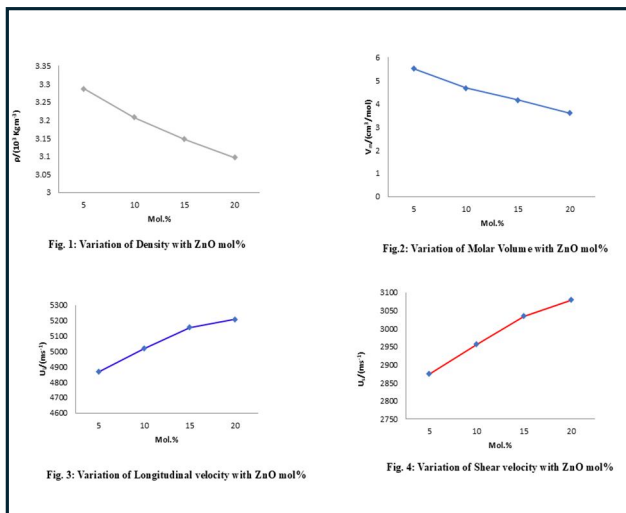 3.35
3.3
3.25
3.2
3.15
3.1
3.05
3
ρ/(10³ Kgm⁻³)
5 10 15 20
Mol.%
Fig. 1: Variation of Density with ZnO mol%
6
5
4
3
2
1
0
Vₘ/(cm³/mol)
5 10 15 20
Mol.%
Fig.2: Variation of Molar Volume with ZnO mol%
5300
5200
5100
5000
4900
4800
4700
4600
/(ms⁻¹)
5 10 15 20
Mol.%
Fig. 3: Variation of Longitudinal velocity with ZnO mol%
3100
3050
3000
2950
2900
2850
2800
2750
/(ms⁻¹)
5 10 15 20
Mol.%
Fig. 4: Variation of Shear velocity with ZnO mol%